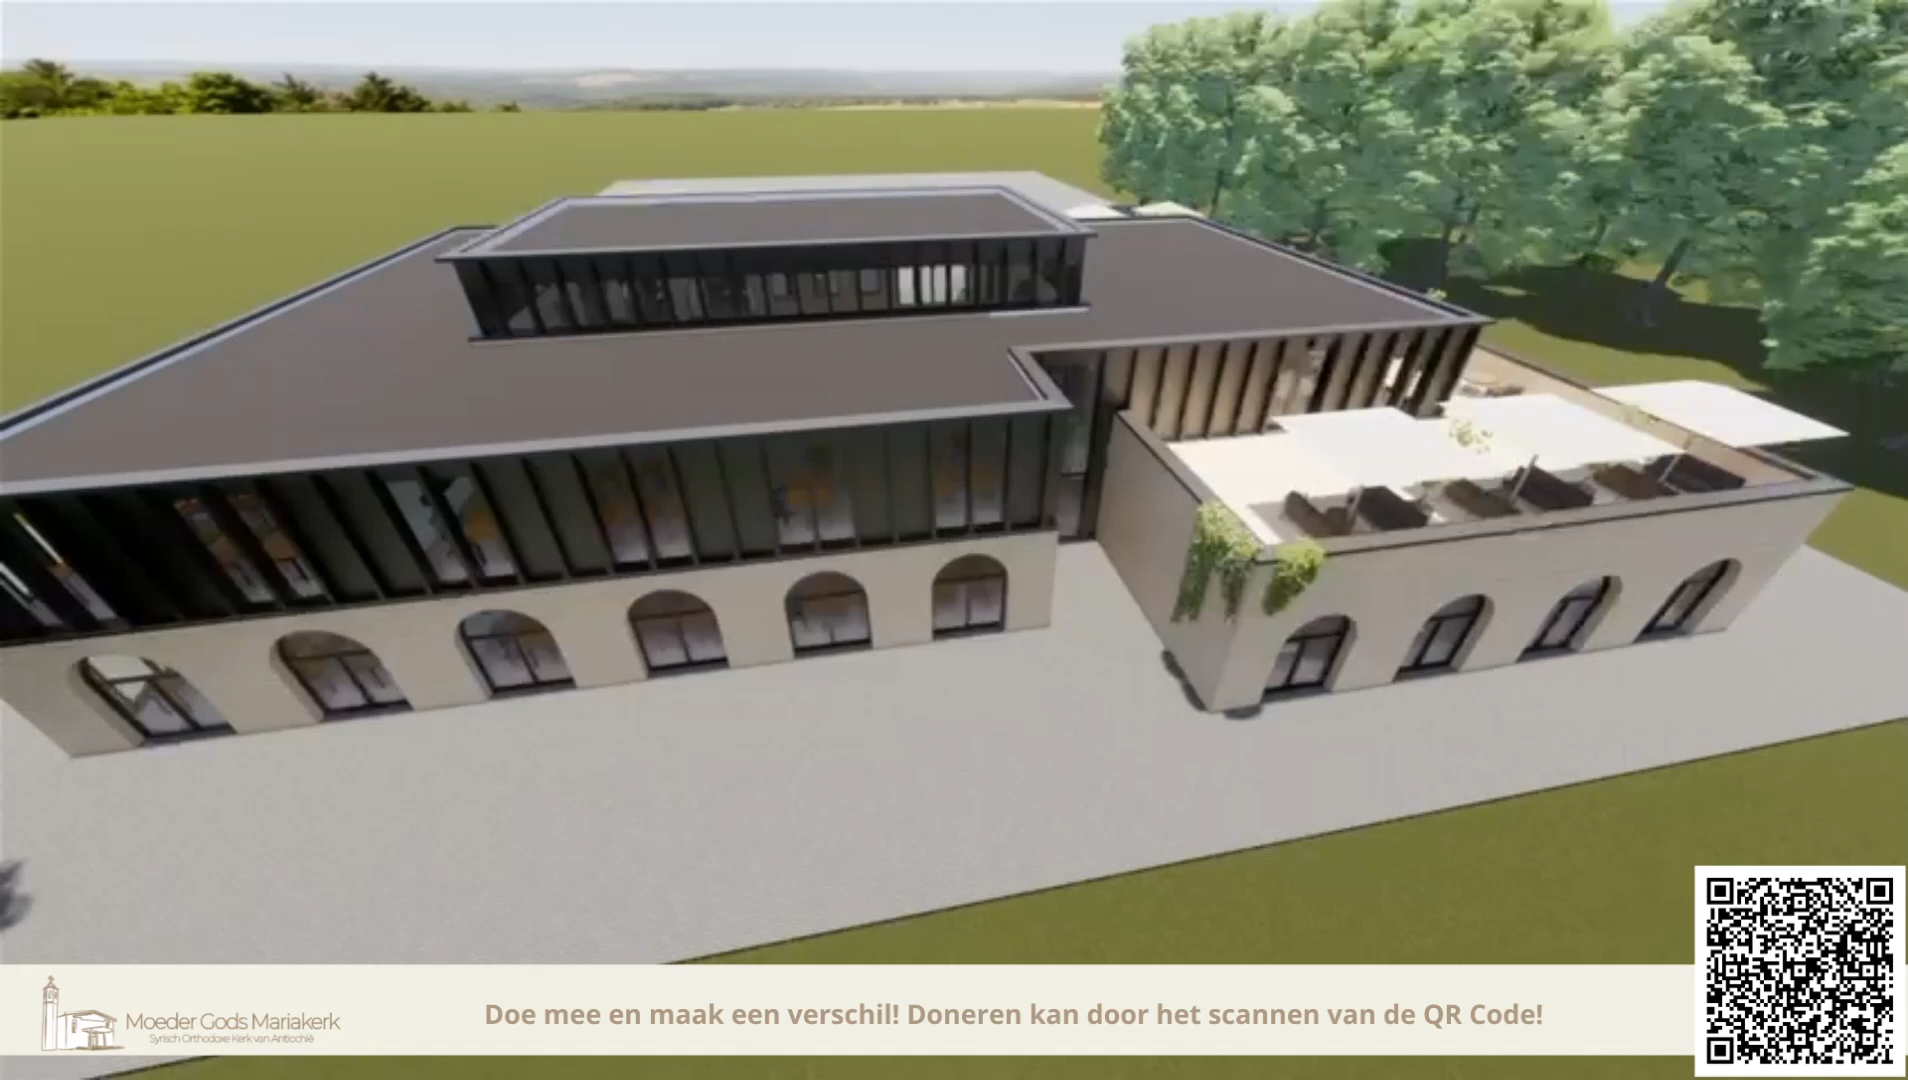 Moeder Gods Mariakerk
Syrisch Orthodoxe Kerk van Antiochië
Doe mee en maak een verschil! Doneren kan door het scannen van de QR Code!